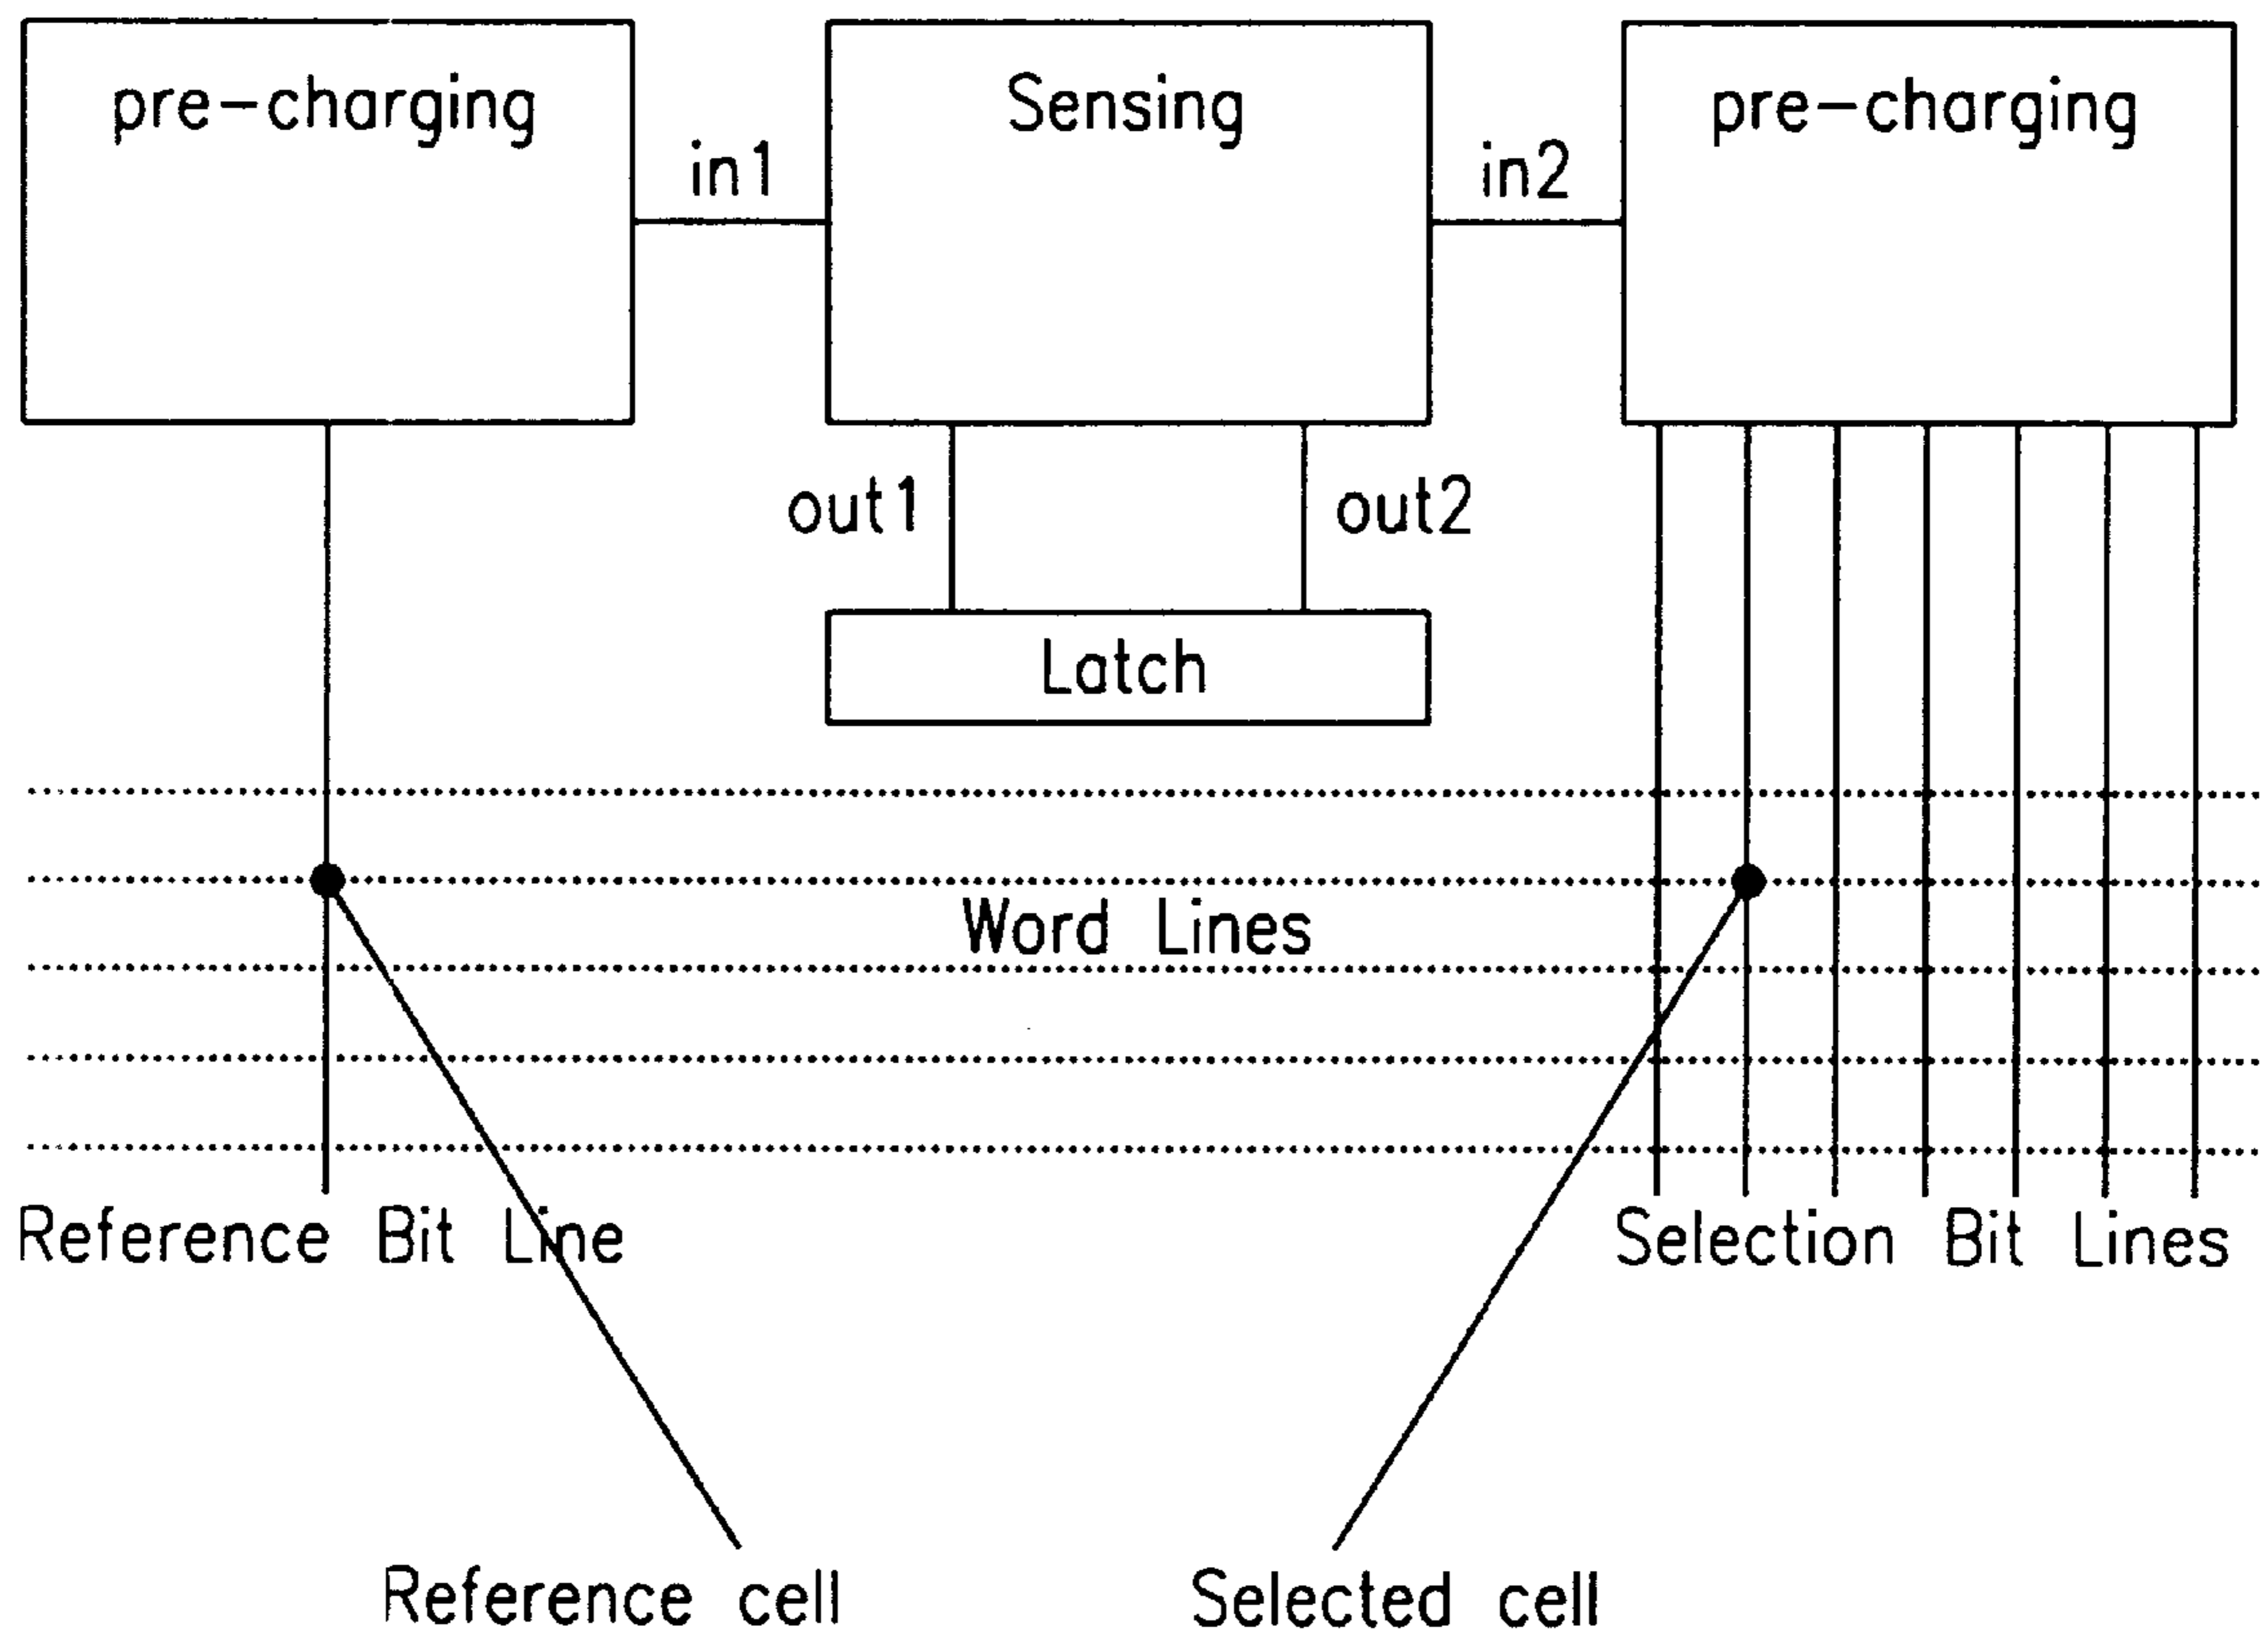 pre-charging
Sensing
pre-charging
in1
in2
out1
out2
Latch
Word Lines
Reference Bit Line
Selection Bit Lines
Reference cell
Selected cell